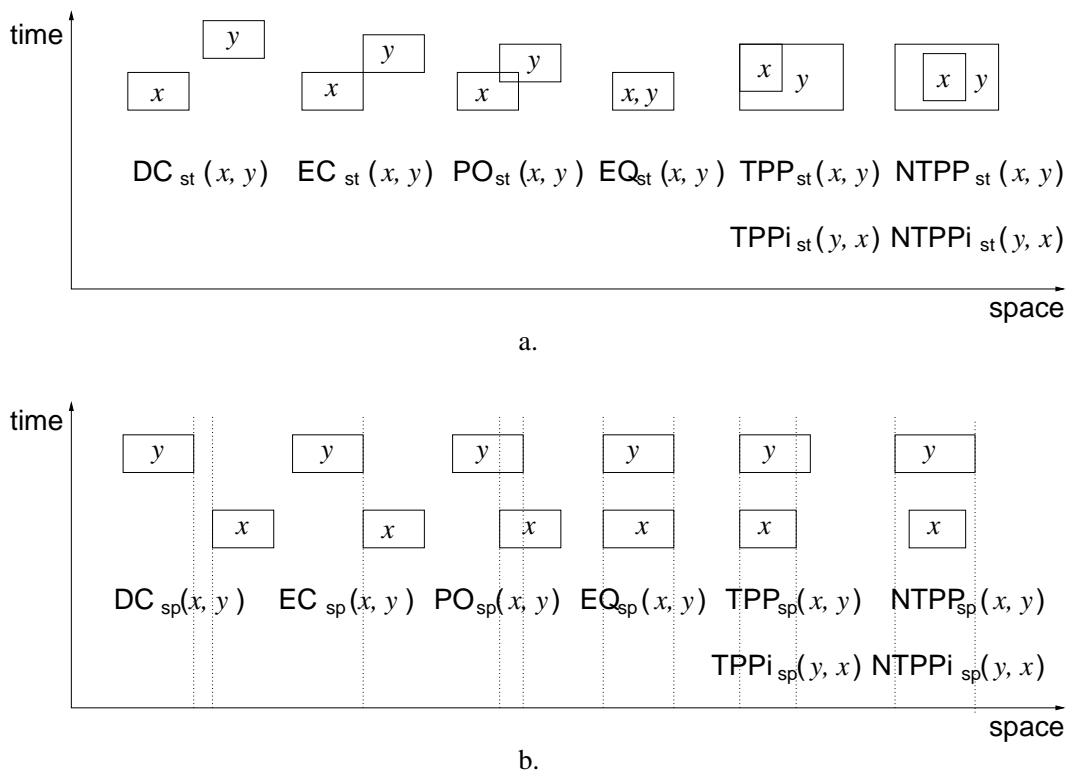 time
y y y x y x y
x x x x, y
DC st (x, y) EC st (x, y) PO st (x, y) EQ st (x, y) TPP st (x, y) NTPP st (x, y)
TPPi st (y, x) NTPPi st (y, x)
space
a.
time
y y y y y y
x x x x x x
DC sp (x, y) EC sp (x, y) PO sp (x, y) EQ sp (x, y) TPP sp (x, y) NTPP sp (x, y)
TPPi sp (y, x) NTPPi sp (y, x)
space
b.